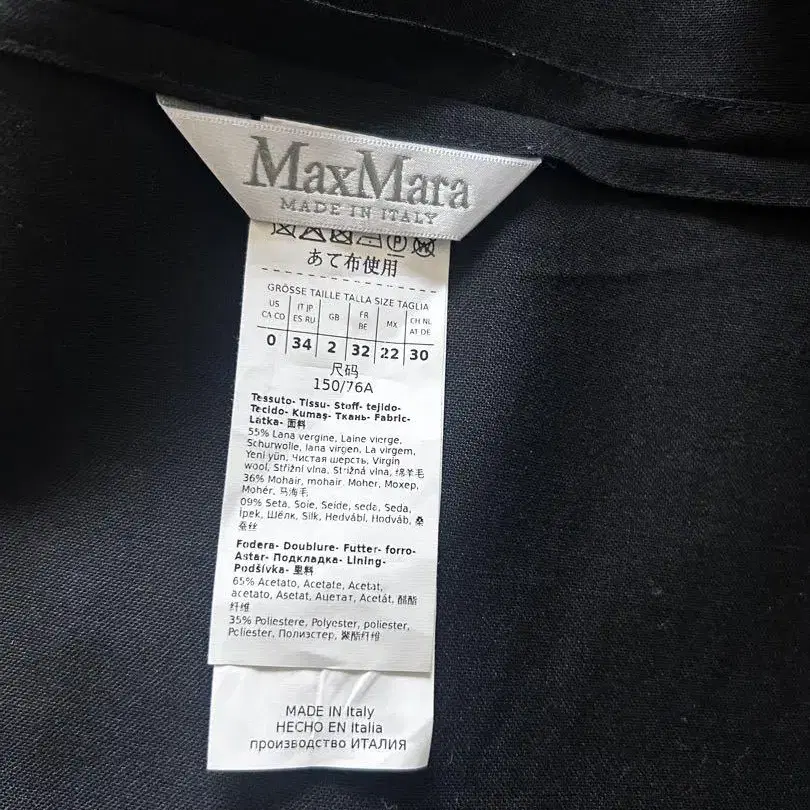 MaxMara
MADE IN ITALY
P W
あて布使用
GRÖSSE TAILLE TALLA SIZE TAGLIA
US CA CO IT JP ES RU GB FR BE MX CH NL AT DE
0 34 2 32 22 30
尺码
150/76A
Tessuto- Tissu- Stoff- tejido-
Tecido- Kumaş- Ткань- Fabric-
Latka- 面料
55% Lana vergine, Laine vierge,
Schurwolle, lana virgen, La virgem,
Yeni yün, Чистая шерсть, Virgin
wool, Střižní vlna, Strižná vlna, 绵羊毛
36% Mohair, mohair, Moher, Мохер,
Mohér, 马海毛
09% Seta, Soie, Seide, seda, Seda,
İpek, Шёлк, Silk, Hedvábí, Hodváb, 桑
蚕丝
Fodera- Doublure- Futter- forro-
Astar- Подкладка- Lining-
Podšívka- 里料
65% Acetato, Acetate, Acetat,
acetato, Asetat, Ацетат, Acetát, 醋酯
纤维
35% Poliestere, Polyester, poliester,
Poliester, Полиэстер, 聚酯纤维
MADE IN Italy
HECHO EN Italia
производство ИТАЛИЯ